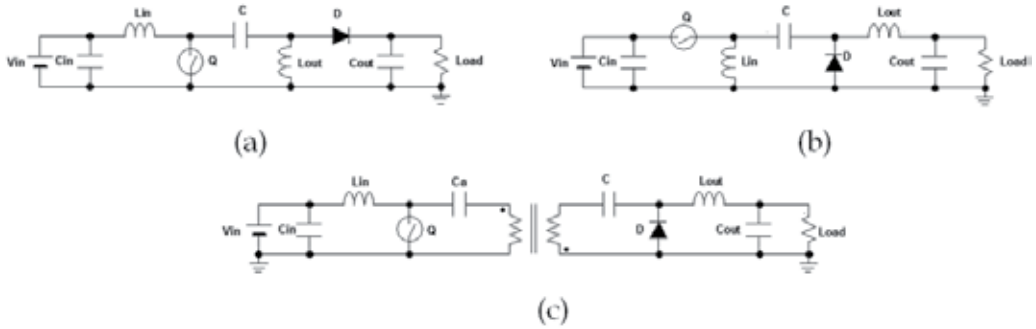 Lin C D
Vin Cin Q Lout Cout Load
(a)
Q C Lout
Vin Cin Lin D Cout Load
(b)
Lin Ca C Lout
Vin Cin Q D Cout Load
(c)